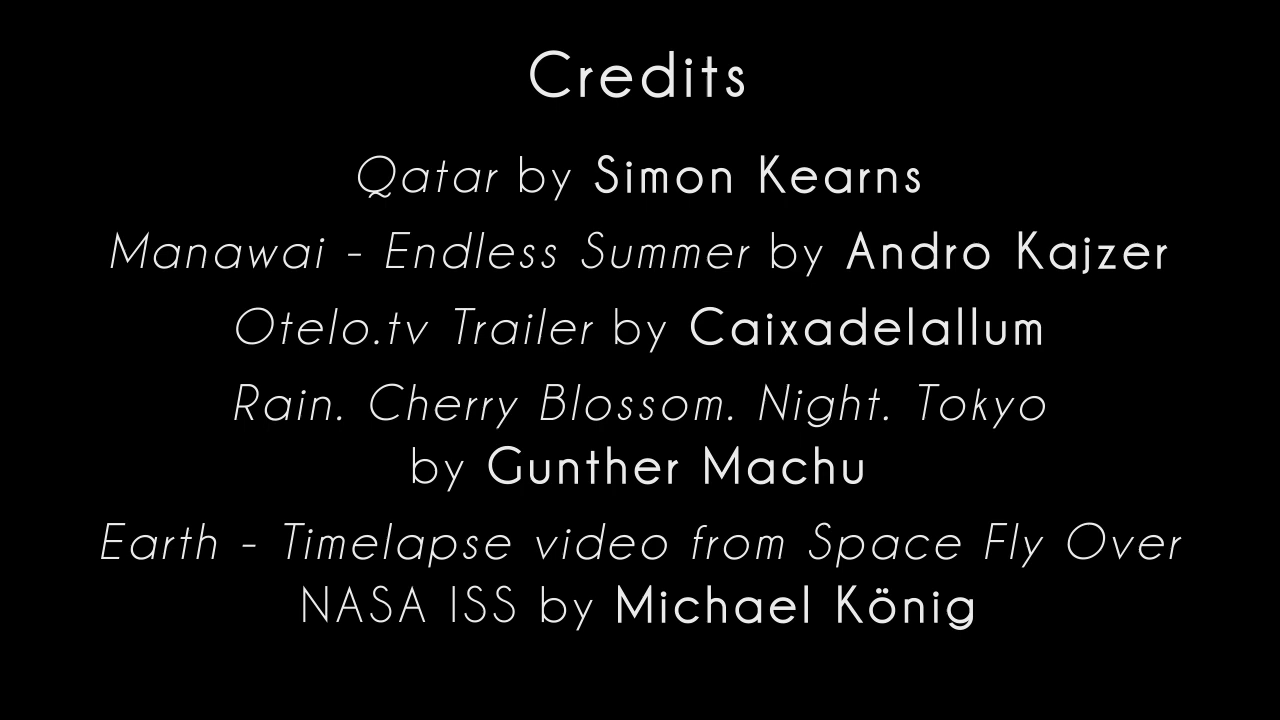 Credits
Qatar by Simon Kearns
Manawai - Endless Summer by Andro Kajzer
Otelo.tv Trailer by Caixadelallum
Rain. Cherry Blossom. Night. Tokyo
by Gunther Machu
Earth - Timelapse video from Space Fly Over
NASA ISS by Michael König